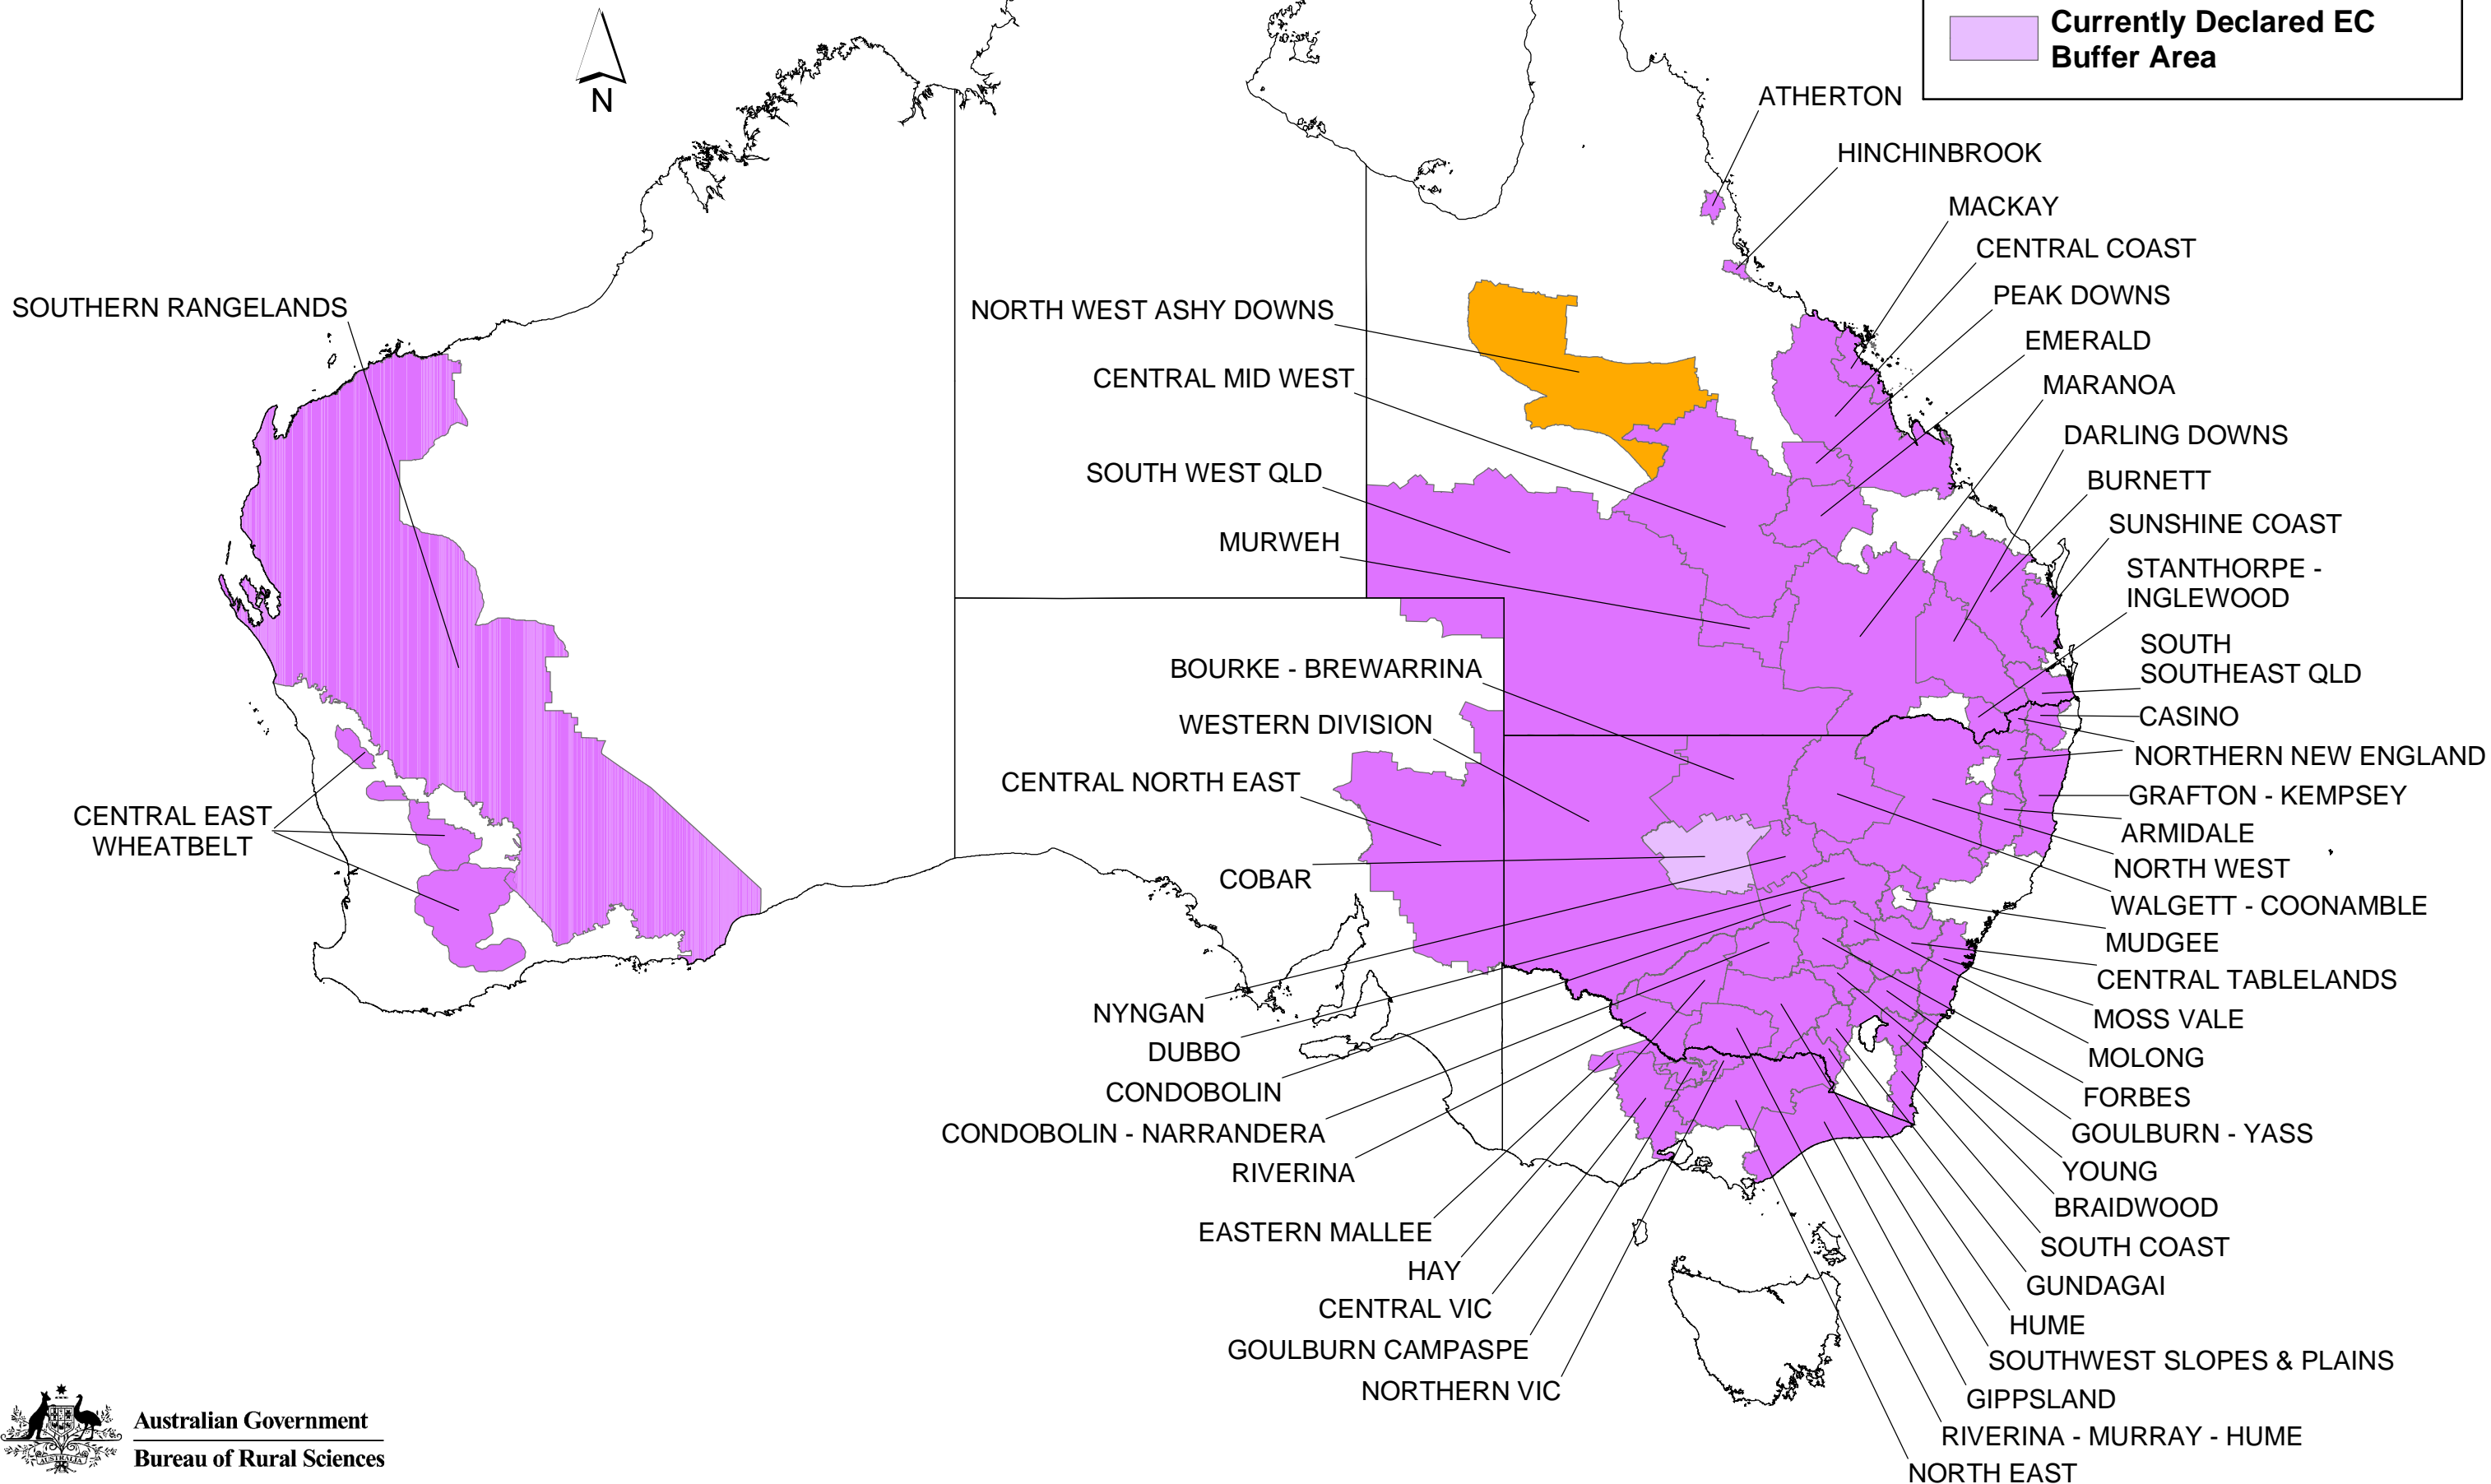 Currently Declared EC
Buffer Area
N
ATHERTON
HINCHINBROOK
MACKAY
CENTRAL COAST
PEAK DOWNS
EMERALD
MARANOA
DARLING DOWNS
BURNETT
SUNSHINE COAST
STANTHORPE -
INGLEWOOD
SOUTH
SOUTHEAST QLD
CASINO
NORTHERN NEW ENGLAND
GRAFTON - KEMPSEY
ARMIDALE
NORTH WEST
WALGETT - COONAMBLE
MUDGEE
CENTRAL TABLELANDS
MOSS VALE
MOLONG
FORBES
GOULBURN - YASS
YOUNG
BRAIDWOOD
SOUTH COAST
GUNDAGAI
HUME
SOUTHWEST SLOPES & PLAINS
GIPPSLAND
RIVERINA - MURRAY - HUME
NORTH EAST
SOUTHERN RANGELANDS
CENTRAL EAST
WHEATBELT
NORTH WEST ASHY DOWNS
CENTRAL MID WEST
SOUTH WEST QLD
MURWEH
BOURKE - BREWARRINA
WESTERN DIVISION
CENTRAL NORTH EAST
COBAR
NYNGAN
DUBBO
CONDOBOLIN
CONDOBOLIN - NARRANDERA
RIVERINA
EASTERN MALLEE
HAY
CENTRAL VIC
GOULBURN CAMPASPE
NORTHERN VIC
AUSTRALIA
Australian Government
Bureau of Rural Sciences